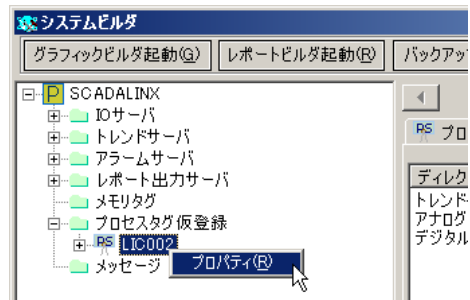 システムビルダ
グラフィックビルダ起動(G) レポートビルダ起動(R) バックアッ
SCADALINX
IOサーバ
トレンドサーバ
アラームサーバ
レポート出力サーバ
メモリタグ
プロセスタグ仮登録
LIC002
プロパティ(R)
メッセージ
プロ
ディレク
トレンド
アナログ
デジタル